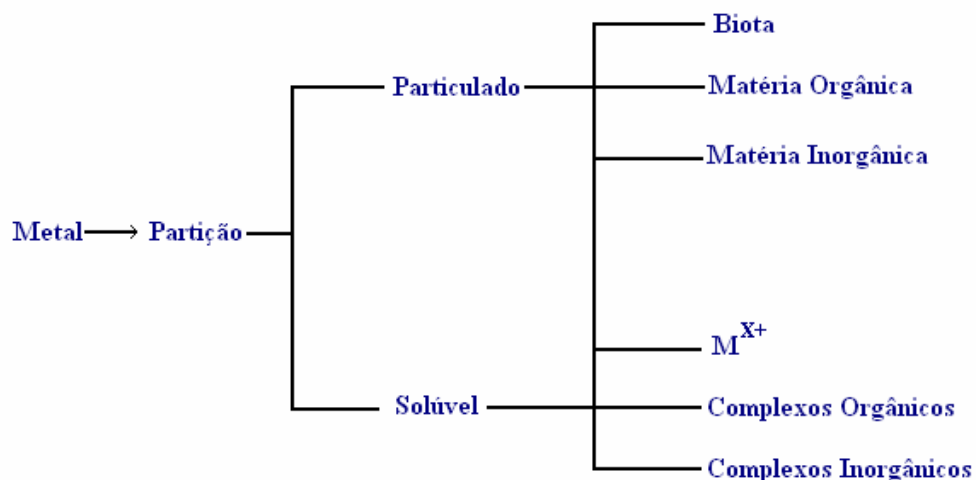 Biota
Particulado
Matéria Orgânica
Matéria Inorgânica
Metal Partição
M^X+
Solúvel
Complexos Orgânicos
Complexos Inorgânicos